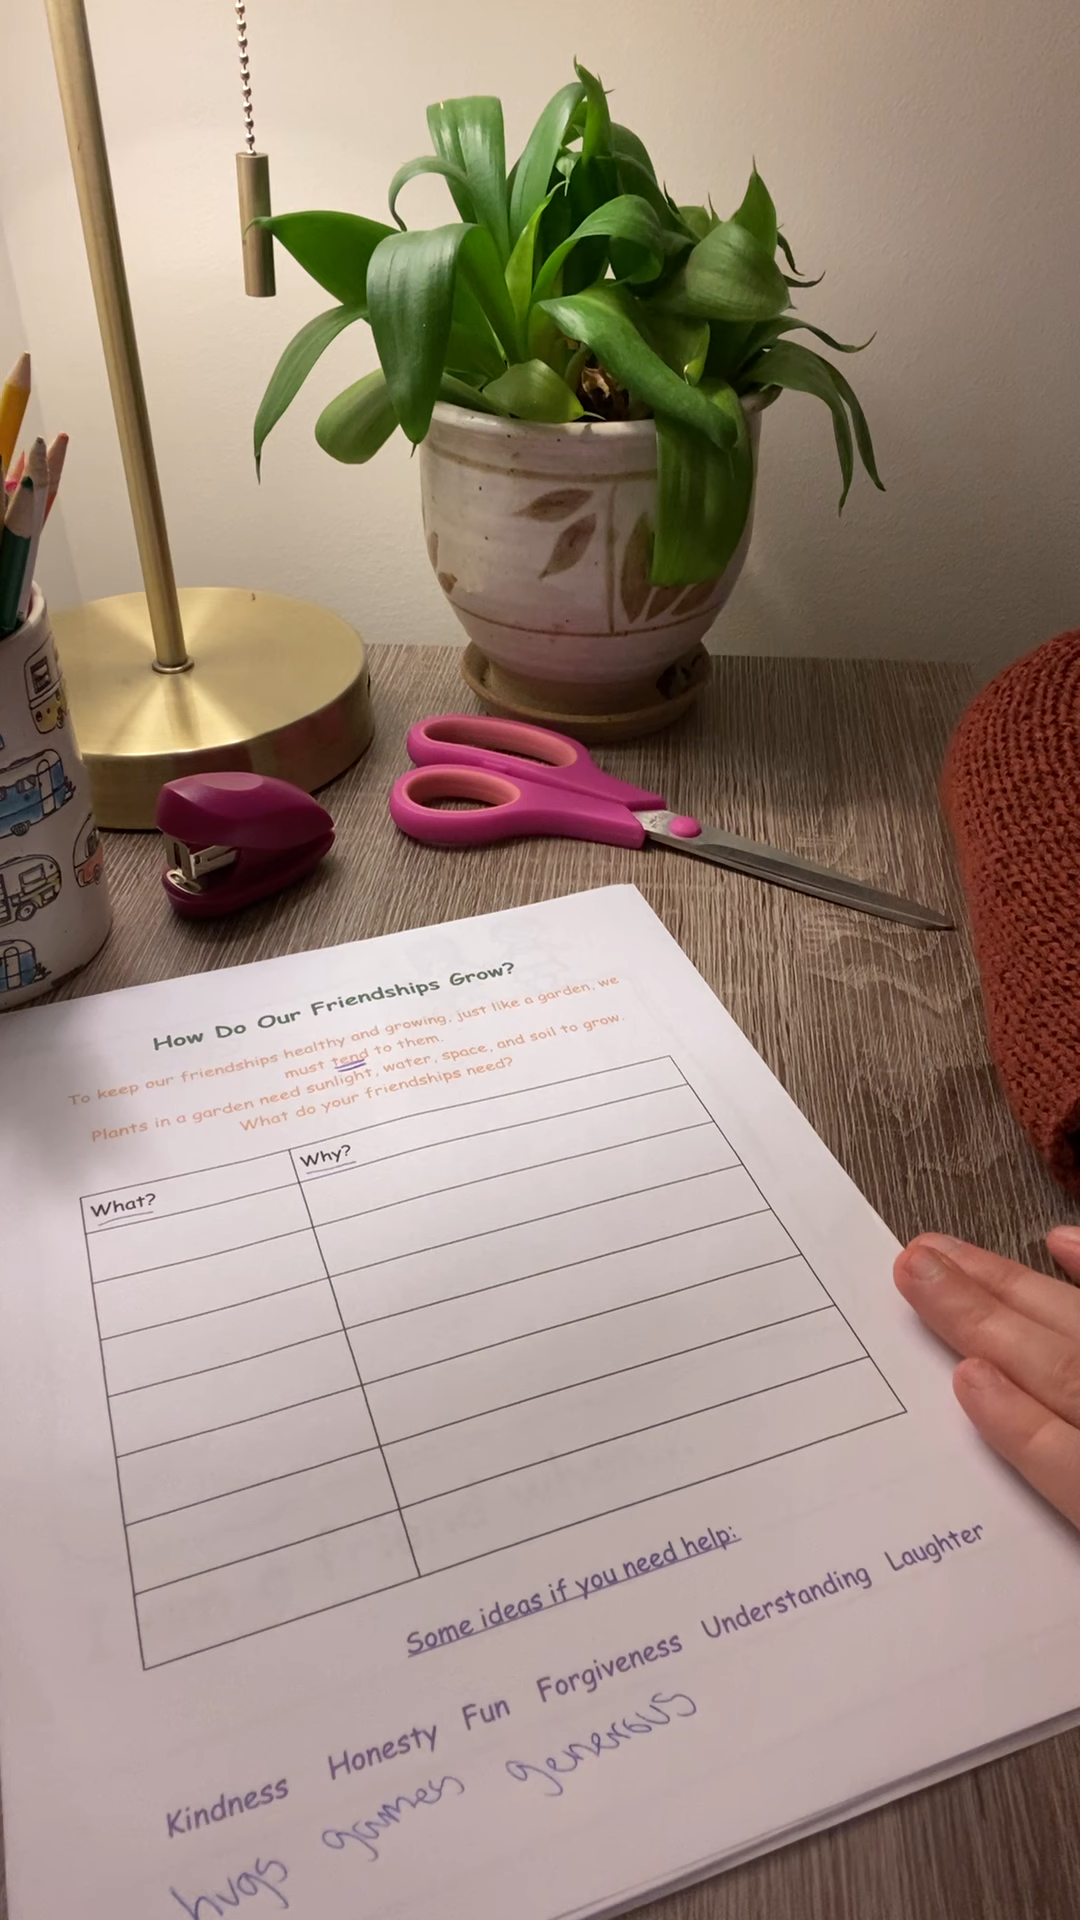 How Do Our Friendships Grow?
To keep our friendships healthy and growing, just like a garden, we
must tend to them.
Plants in a garden need sunlight, water, space, and soil to grow.
What do your friendships need?
What? Why?
Some ideas if you need help:
Kindness Honesty Fun Forgiveness Understanding Laughter
hugs games generous